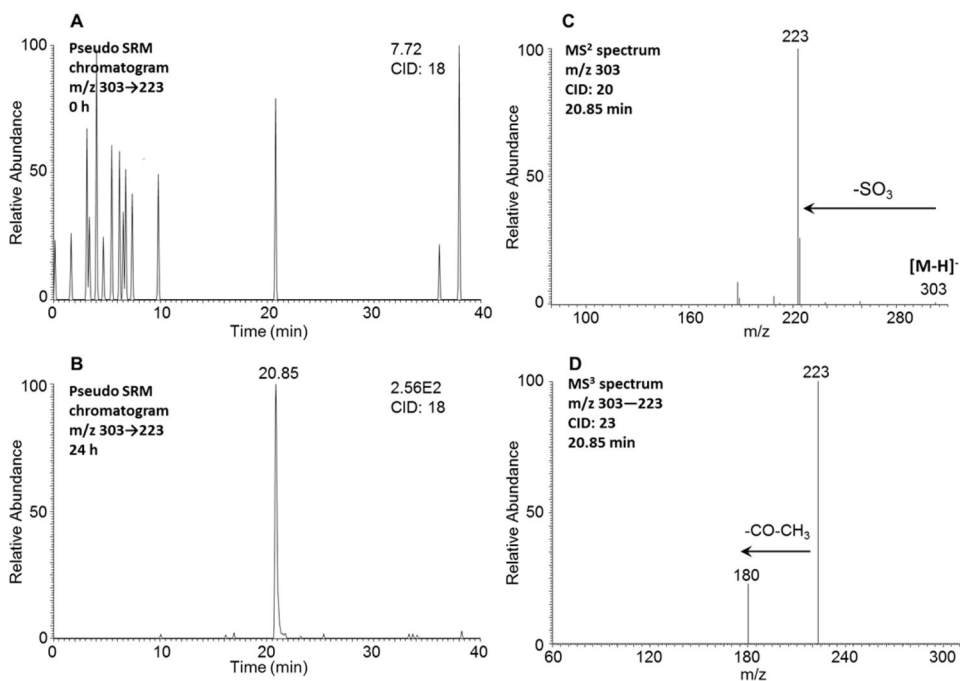 A
Pseudo SRM
chromatogram
m/z 303→223
0 h
7.72
CID: 18
100
50
0
Relative Abundance
0 10 20 30 40
Time (min)
B
Pseudo SRM
chromatogram
m/z 303→223
24 h
20.85
2.56E2
CID: 18
100
50
0
Relative Abundance
0 10 20 30 40
Time (min)
C
MS² spectrum
m/z 303
CID: 20
20.85 min
223
-SO₃
[M-H]⁻
303
100
50
0
Relative Abundance
100 160 220 280
m/z
D
MS³ spectrum
m/z 303—223
CID: 23
20.85 min
223
-CO-CH₃
180
100
50
0
Relative Abundance
60 120 180 240 300
m/z